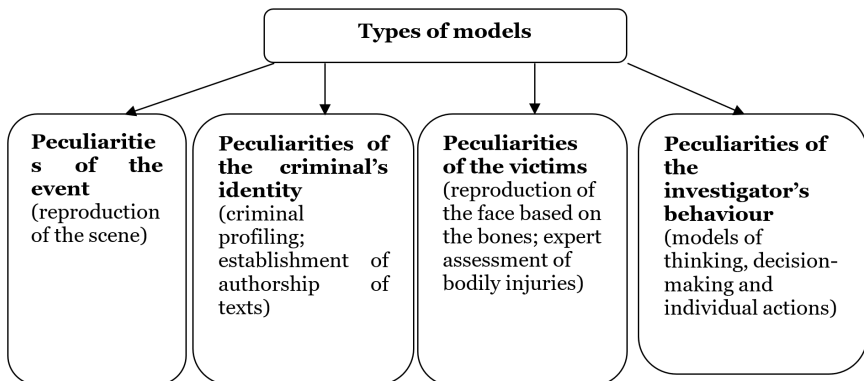 Types of models
Peculiaritie
s of the
event
(reproduction
of the scene)
Peculiarities of
the criminal’s
identity
(criminal
profiling;
establishment of
authorship of
texts)
Peculiarities
of the victims
(reproduction of
the face based on
the bones; expert
assessment of
bodily injuries)
Peculiarities of
the
investigator’s
behaviour
(models of
thinking, decision-
making and
individual actions)